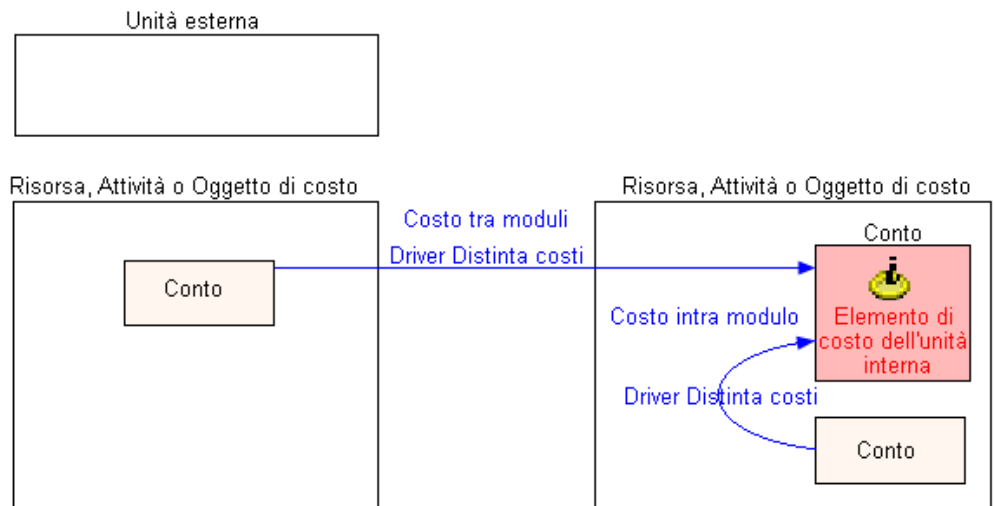 Unità esterna
Risorsa, Attività o Oggetto di costo
Risorsa, Attività o Oggetto di costo
Costo tra moduli
Driver Distinta costi
Conto
Conto
Elemento di
costo dell'unità
interna
Costo intra modulo
Driver Distinta costi
Conto